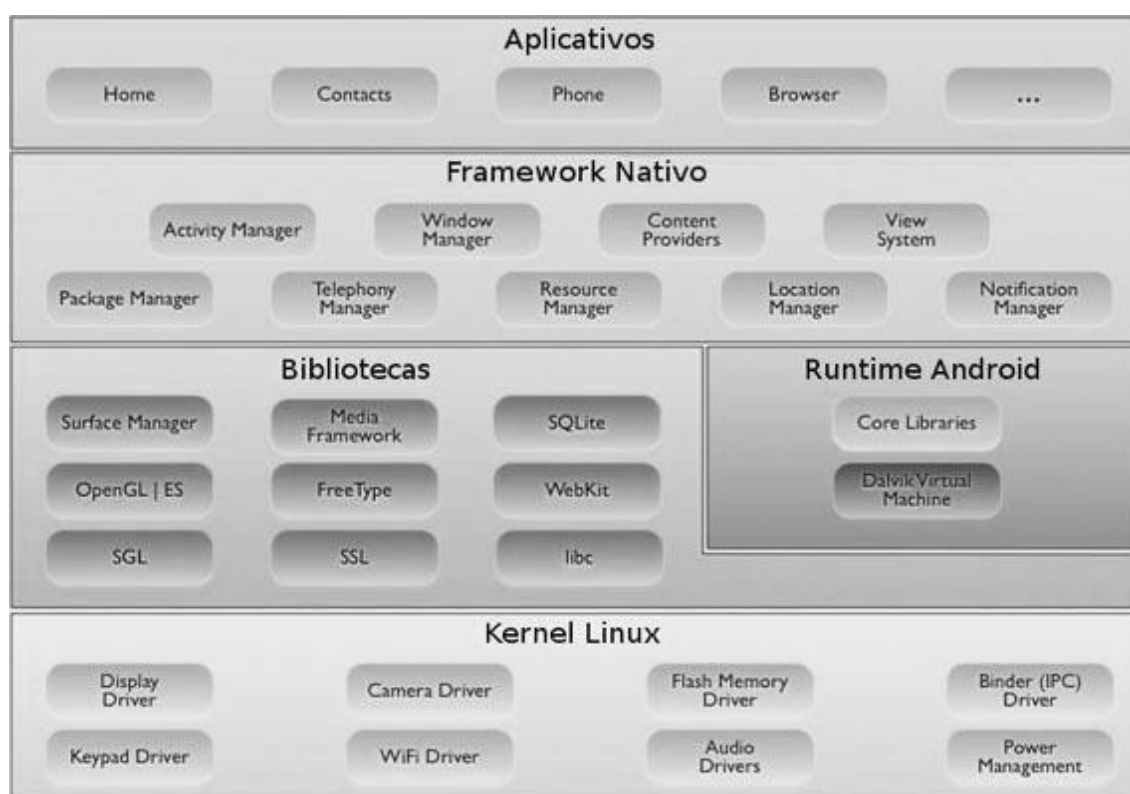 Aplicativos
Home
Contacts
Phone
Browser
...
Framework Nativo
Activity Manager
Window
Manager
Content
Providers
View
System
Package Manager
Telephony
Manager
Resource
Manager
Location
Manager
Notification
Manager
Bibliotecas
Surface Manager
Media
Framework
SQLite
OpenGL | ES
FreeType
WebKit
SGL
SSL
libc
Runtime Android
Core Libraries
Dalvik Virtual
Machine
Kernel Linux
Display
Driver
Camera Driver
Flash Memory
Driver
Binder (IPC)
Driver
Keypad Driver
WiFi Driver
Audio
Drivers
Power
Management